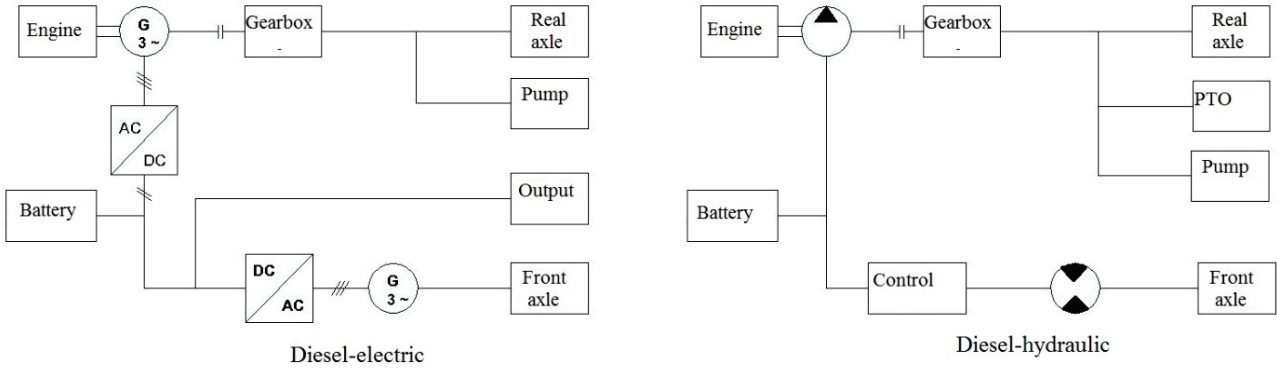 Engine
G
3 ~
Gearbox
-
Real
axle
Pump
AC
DC
Battery
Output
DC
AC
G
3 ~
Front
axle
Diesel-electric
Engine
Gearbox
-
Real
axle
PTO
Pump
Battery
Control
Front
axle
Diesel-hydraulic